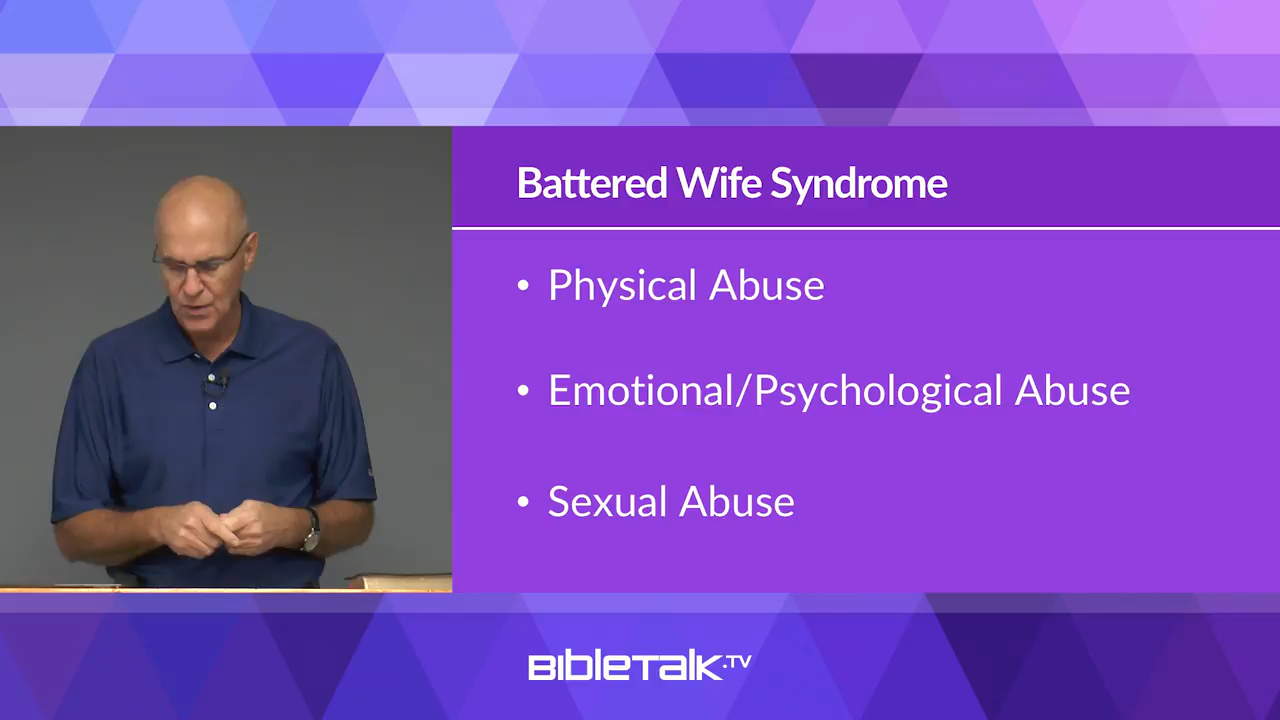 Battered Wife Syndrome
• Physical Abuse
• Emotional/Psychological Abuse
• Sexual Abuse
BIBLETALK.TV